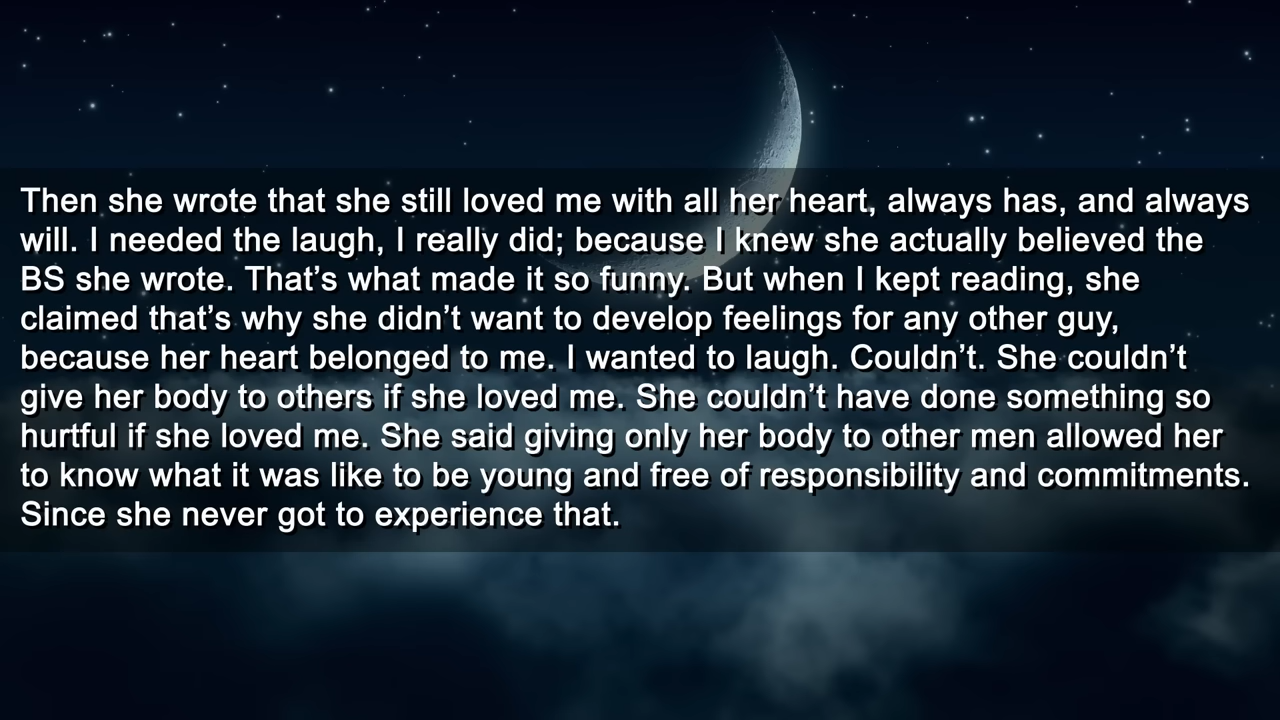 Then she wrote that she still loved me with all her heart, always has, and always
will. I needed the laugh, I really did; because I knew she actually believed the
BS she wrote. That’s what made it so funny. But when I kept reading, she
claimed that’s why she didn’t want to develop feelings for any other guy,
because her heart belonged to me. I wanted to laugh. Couldn’t. She couldn’t
give her body to others if she loved me. She couldn’t have done something so
hurtful if she loved me. She said giving only her body to other men allowed her
to know what it was like to be young and free of responsibility and commitments.
Since she never got to experience that.